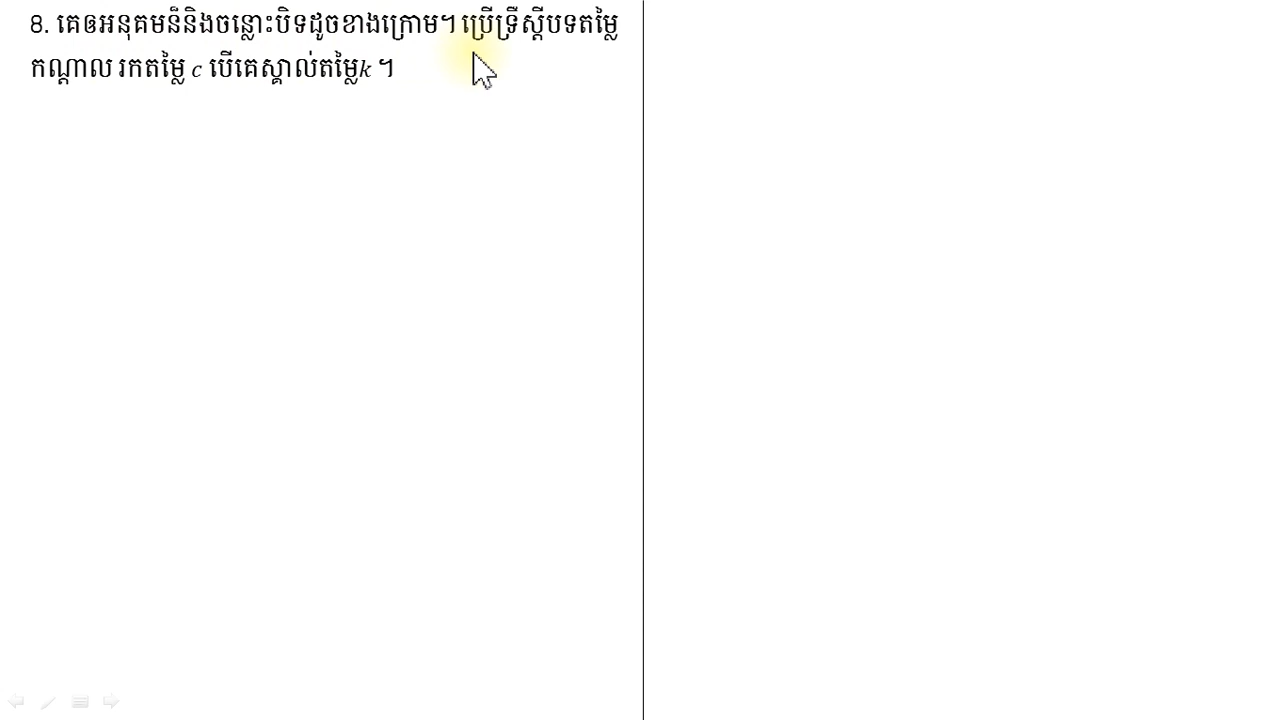 8. គេឲអនុគមន៏និងចន្លោះបិទដូចខាងក្រោម។ ប្រើទ្រឹស្តីបទតម្លៃ
កណ្តាល រកតម្លៃ c បើគេស្គាល់តម្លៃk ។